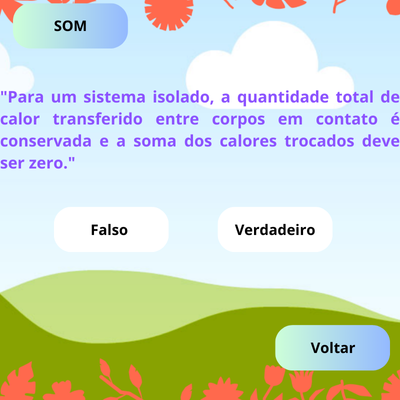 SOM
"Para um sistema isolado, a quantidade total de
calor transferido entre corpos em contato é
conservada e a soma dos calores trocados deve
ser zero."
Falso
Verdadeiro
Voltar